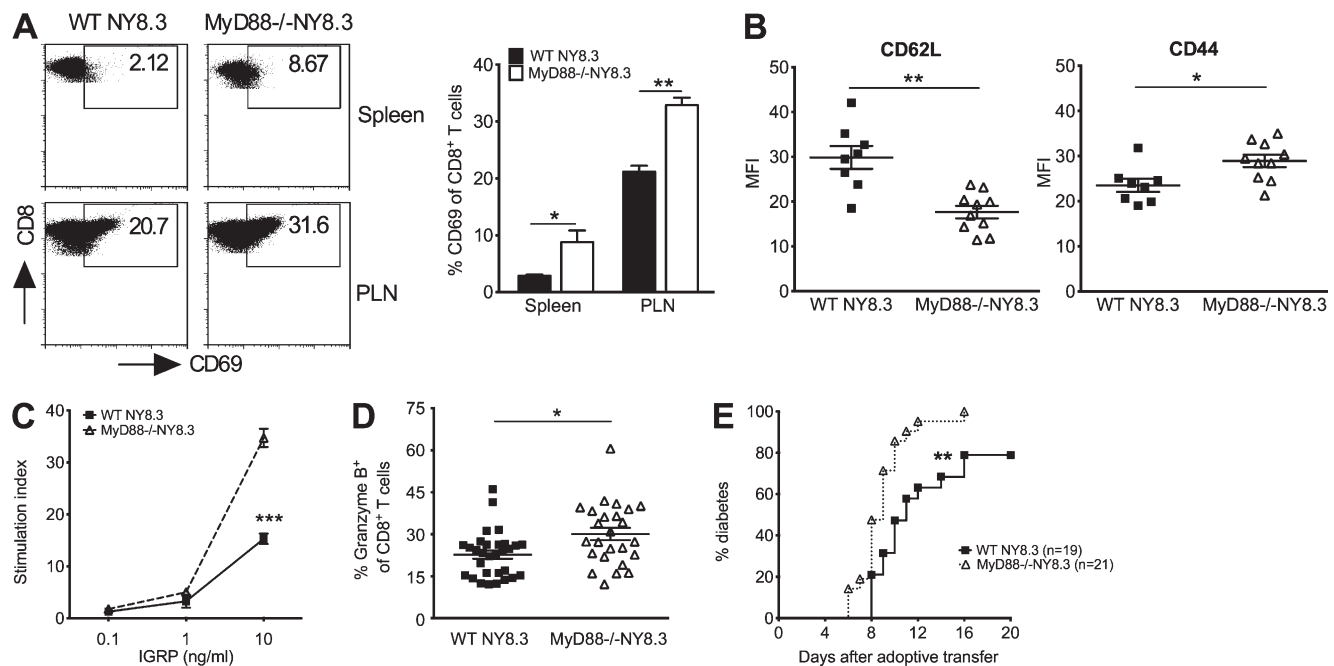 A
WT NY8.3
MyD88-/-NY8.3
2.12
8.67
Spleen
20.7
31.6
PLN
CD8
CD69
WT NY8.3
MyD88-/-NY8.3
% CD69 of CD8+ T cells
40
30
20
10
0
*
**
Spleen
PLN
B
CD62L
**
MFI
50
40
30
20
10
0
WT NY8.3
MyD88-/-NY8.3
CD44
*
MFI
50
40
30
20
10
0
WT NY8.3
MyD88-/-NY8.3
C
WT NY8.3
MyD88-/-NY8.3
Stimulation index
40
30
20
10
0
***
0.1
1
10
IGRP (ng/ml)
D
% Granzyme B+
of CD8+ T cells
75
60
45
30
15
0
*
WT NY8.3
MyD88-/-NY8.3
E
% diabetes
100
80
60
40
20
0
**
WT NY8.3 (n=19)
MyD88-/-NY8.3 (n=21)
0
4
8
12
16
20
Days after adoptive transfer